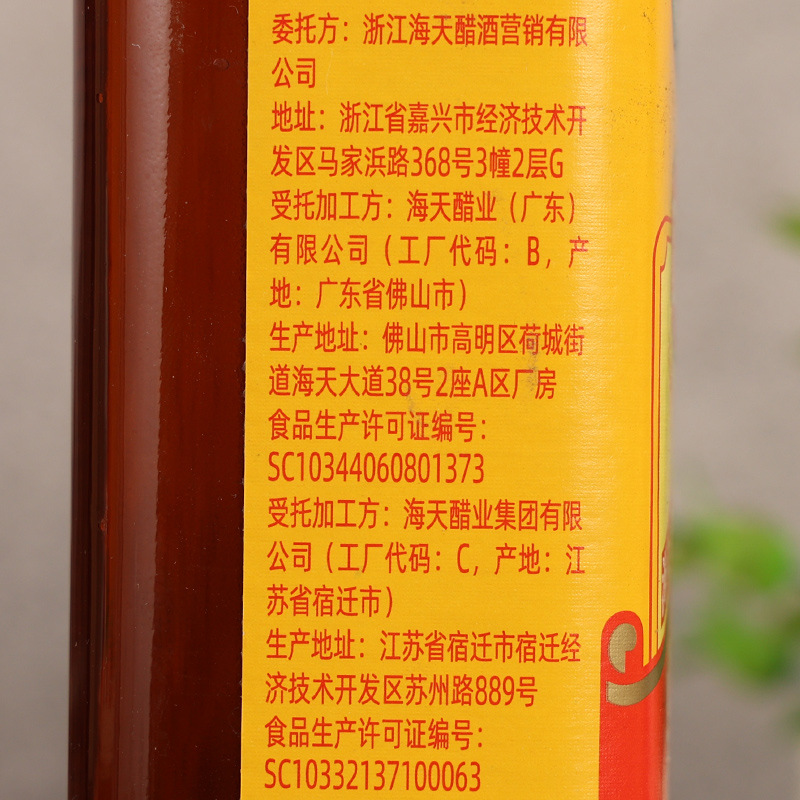 委托方：浙江海天醋酒营销有限
公司
地址：浙江省嘉兴市经济技术开
发区马家浜路368号3幢2层G
受托加工方：海天醋业（广东）
有限公司（工厂代码：B，产
地：广东省佛山市）
生产地址：佛山市高明区荷城街
道海天大道38号2座A区厂房
食品生产许可证编号：
SC10344060801373
受托加工方：海天醋业集团有限
公司（工厂代码：C，产地：江
苏省宿迁市）
生产地址：江苏省宿迁市宿迁经
济技术开发区苏州路889号
食品生产许可证编号：
SC10332137100063